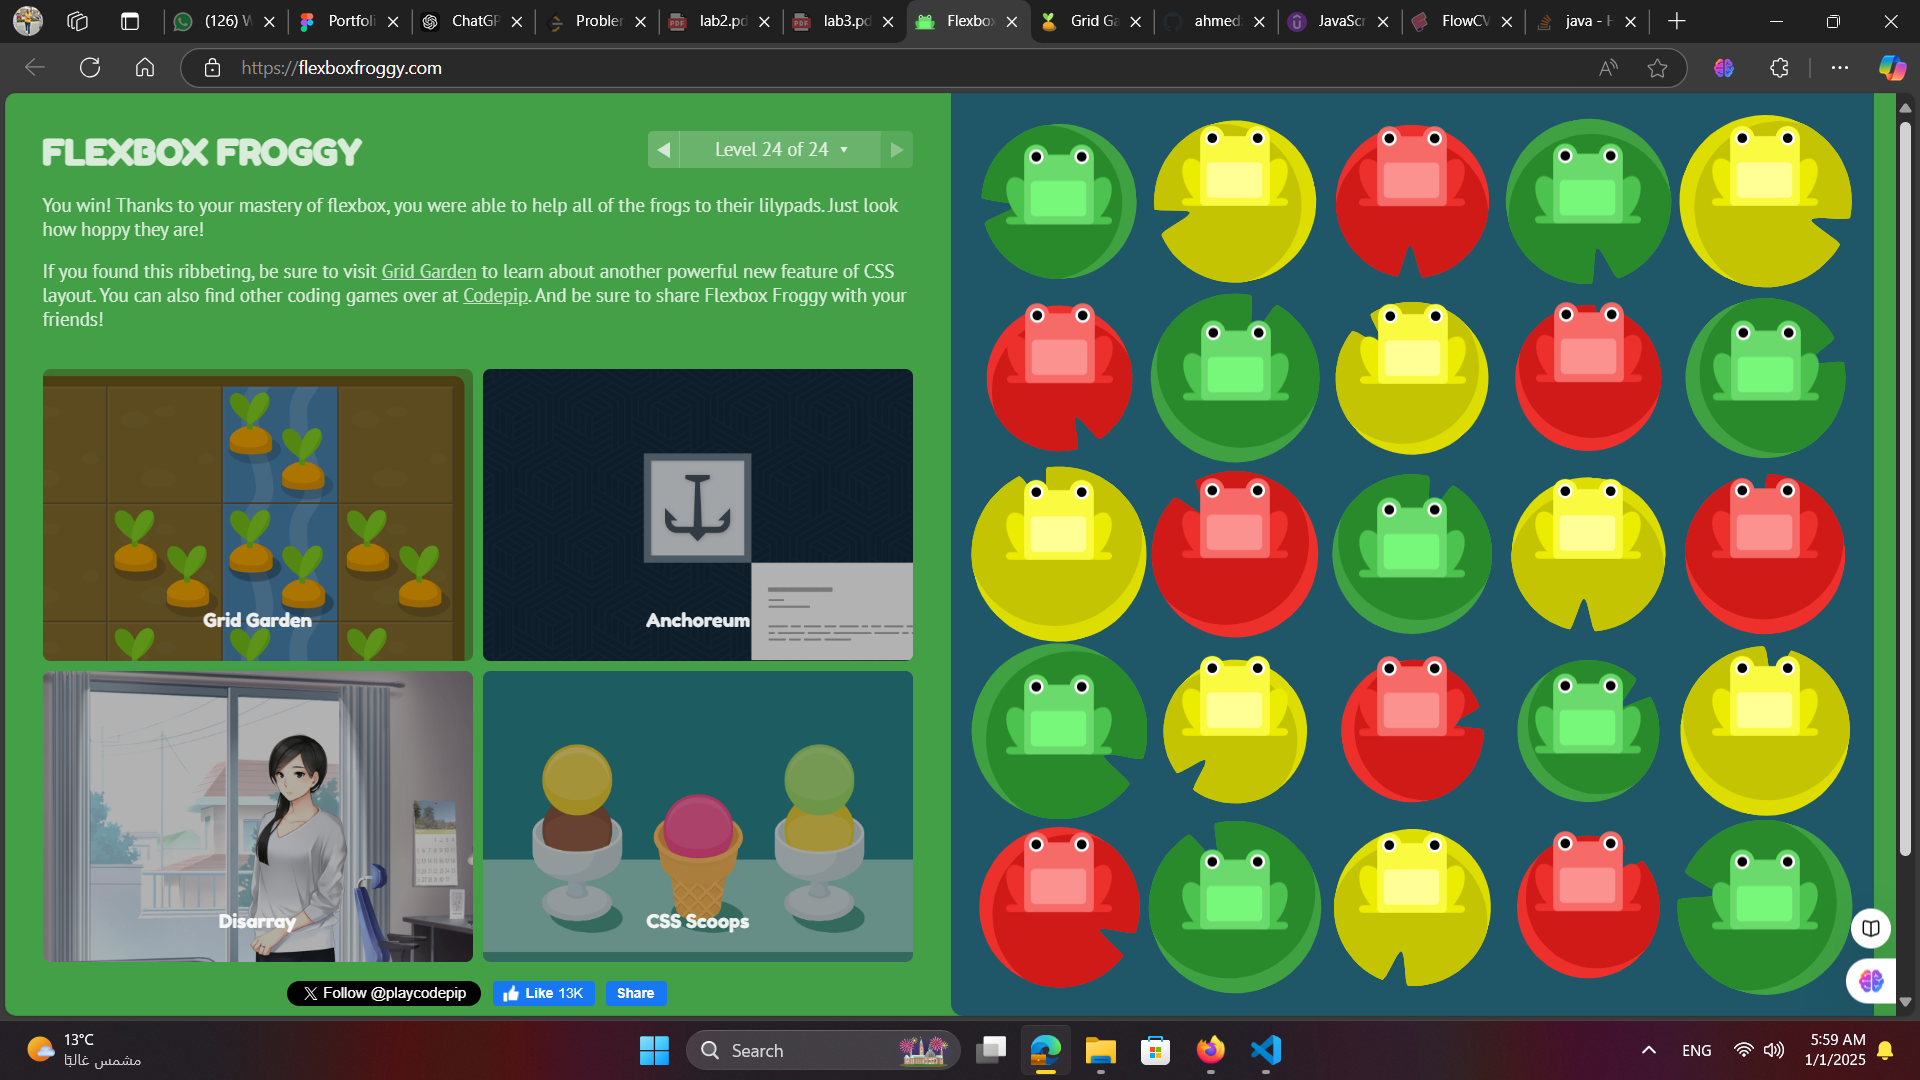 (126) W
Portfoli
ChatGP
Probler
lab2.pd
lab3.pd
Flexbox
Grid Ga
ahmed
JavaScr
FlowCV
java - H
https://flexboxfroggy.com
FLEXBOX FROGGY
Level 24 of 24
You win! Thanks to your mastery of flexbox, you were able to help all of the frogs to their lilypads. Just look
how hoppy they are!
If you found this ribbeting, be sure to visit Grid Garden to learn about another powerful new feature of CSS
layout. You can also find other coding games over at Codepip. And be sure to share Flexbox Froggy with your
friends!
Grid Garden
Anchoreum
Disarray
CSS Scoops
Follow @playcodepip
Like 13K
Share
13°C
مشمس غالبًا
Search
ENG
5:59 AM
1/1/2025